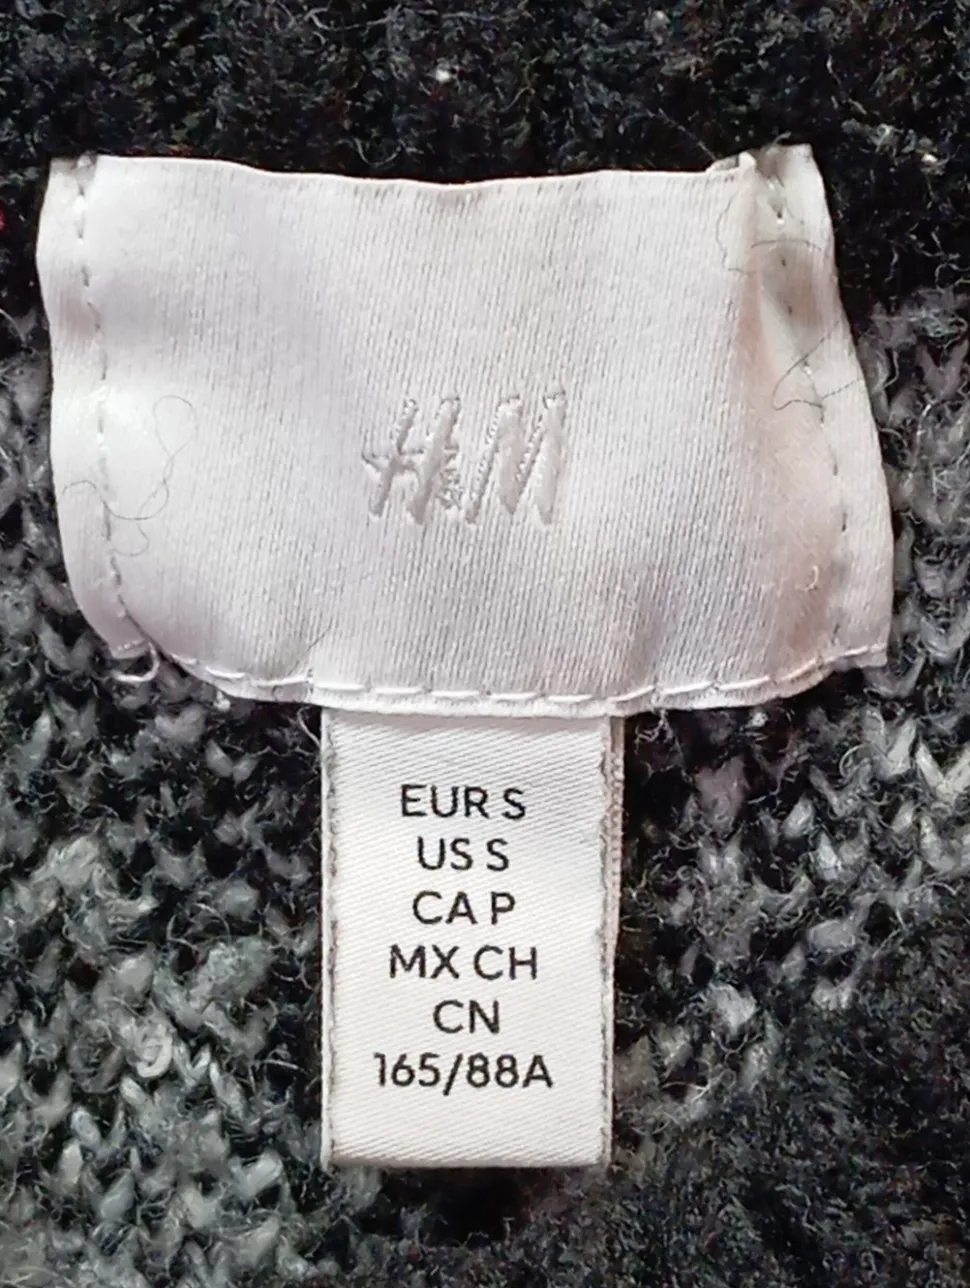 H&M
EUR S
US S
CA P
MX CH
CN
165/88A